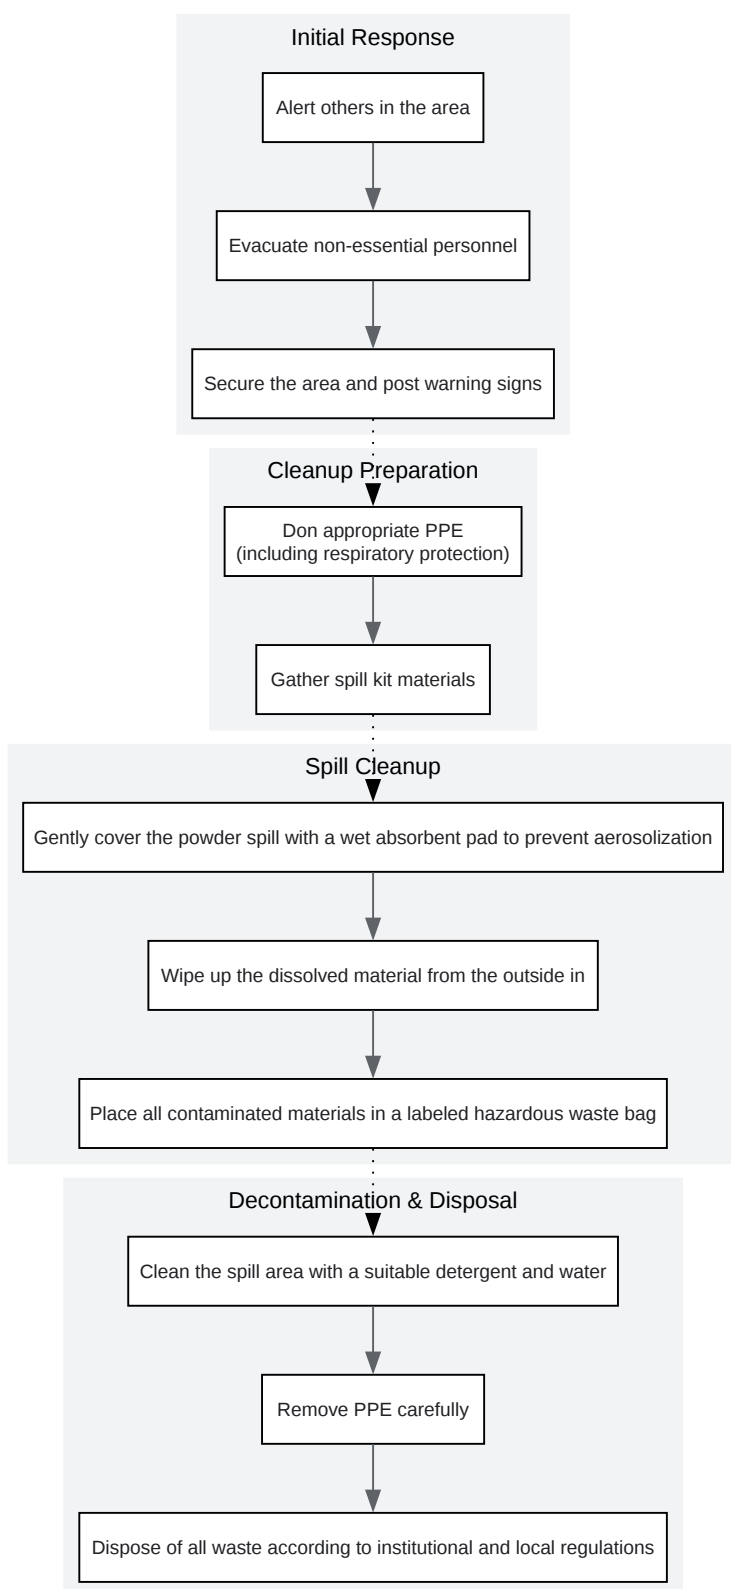 Initial Response
Alert others in the area
Evacuate non-essential personnel
Secure the area and post warning signs
Cleanup Preparation
Don appropriate PPE
(including respiratory protection)
Gather spill kit materials
Spill Cleanup
Gently cover the powder spill with a wet absorbent pad to prevent aerosolization
Wipe up the dissolved material from the outside in
Place all contaminated materials in a labeled hazardous waste bag
Decontamination & Disposal
Clean the spill area with a suitable detergent and water
Remove PPE carefully
Dispose of all waste according to institutional and local regulations